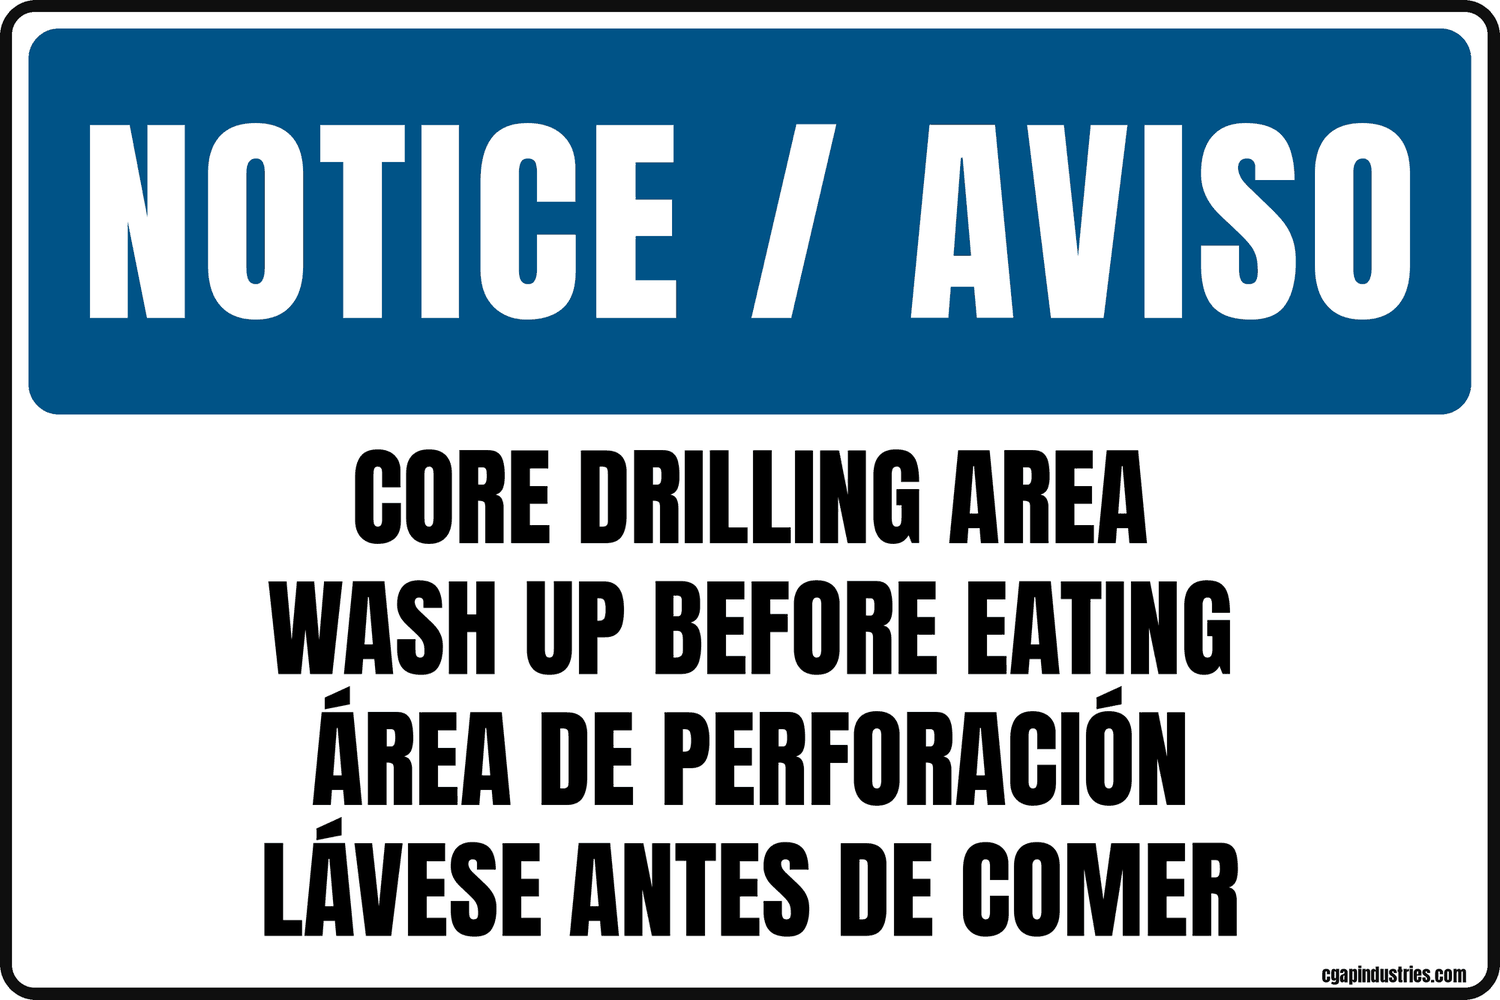 NOTICE / AVISO
CORE DRILLING AREA
WASH UP BEFORE EATING
ÁREA DE PERFORACIÓN
LÁVESE ANTES DE COMER
cgapindustries.com